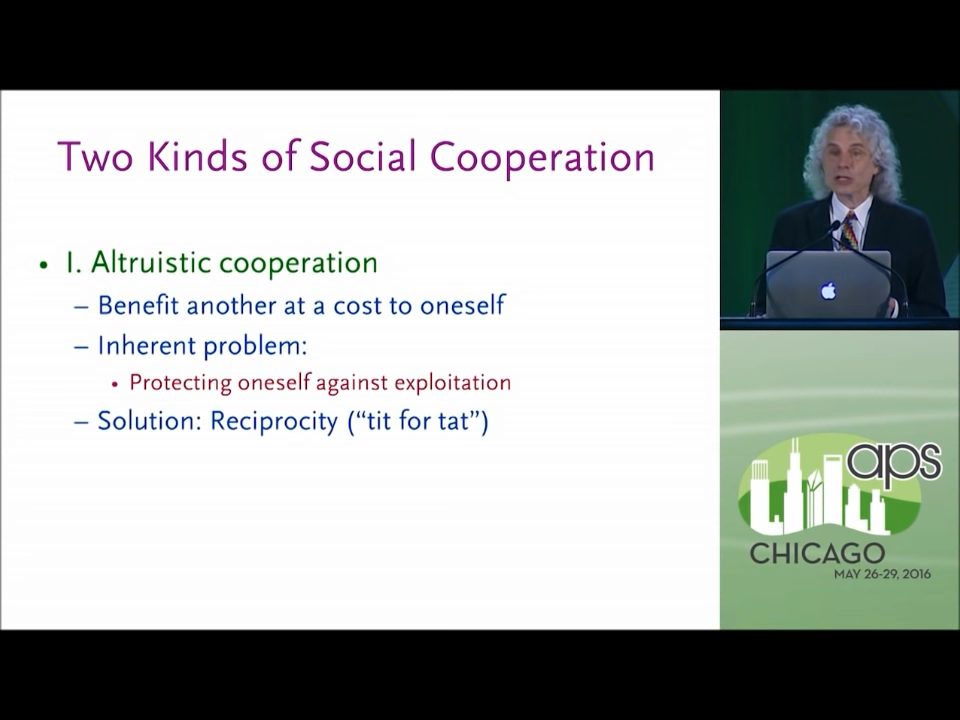 Two Kinds of Social Cooperation
• I. Altruistic cooperation
– Benefit another at a cost to oneself
– Inherent problem:
• Protecting oneself against exploitation
– Solution: Reciprocity (“tit for tat”)
aps
CHICAGO
MAY 26-29, 2016